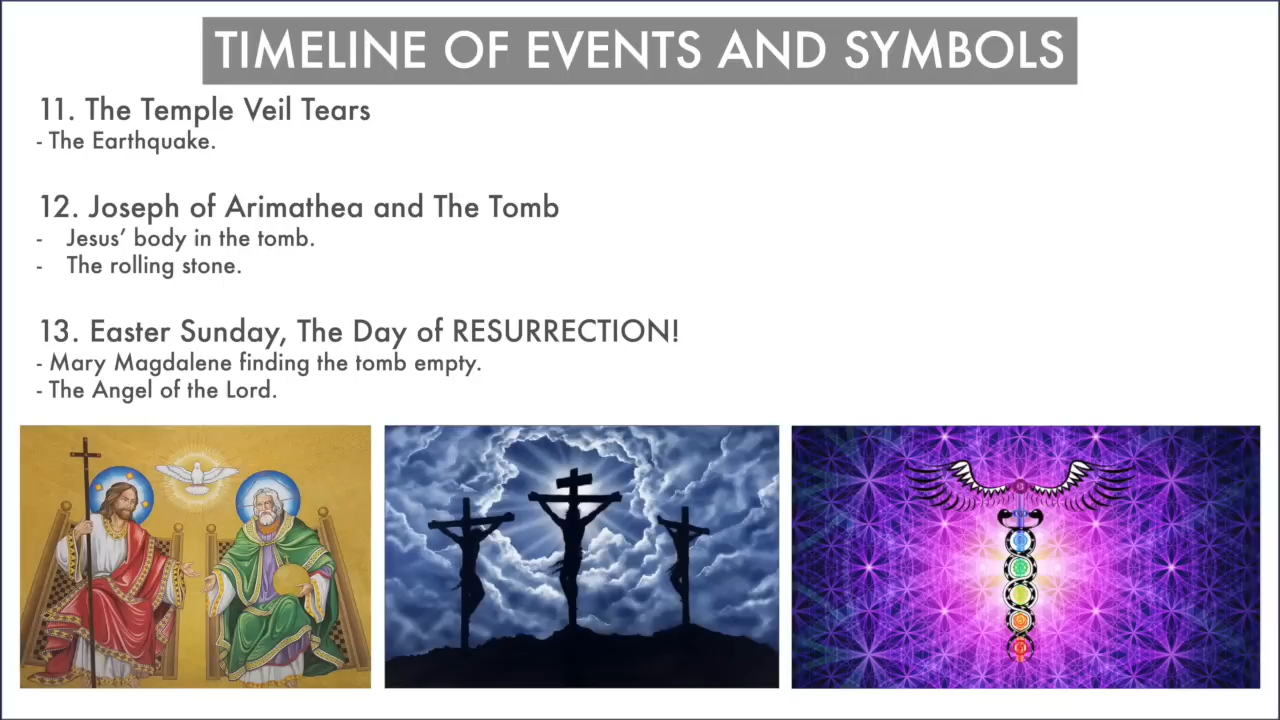 TIMELINE OF EVENTS AND SYMBOLS
11. The Temple Veil Tears
- The Earthquake.
12. Joseph of Arimathea and The Tomb
- Jesus’ body in the tomb.
- The rolling stone.
13. Easter Sunday, The Day of RESURRECTION!
- Mary Magdalene finding the tomb empty.
- The Angel of the Lord.